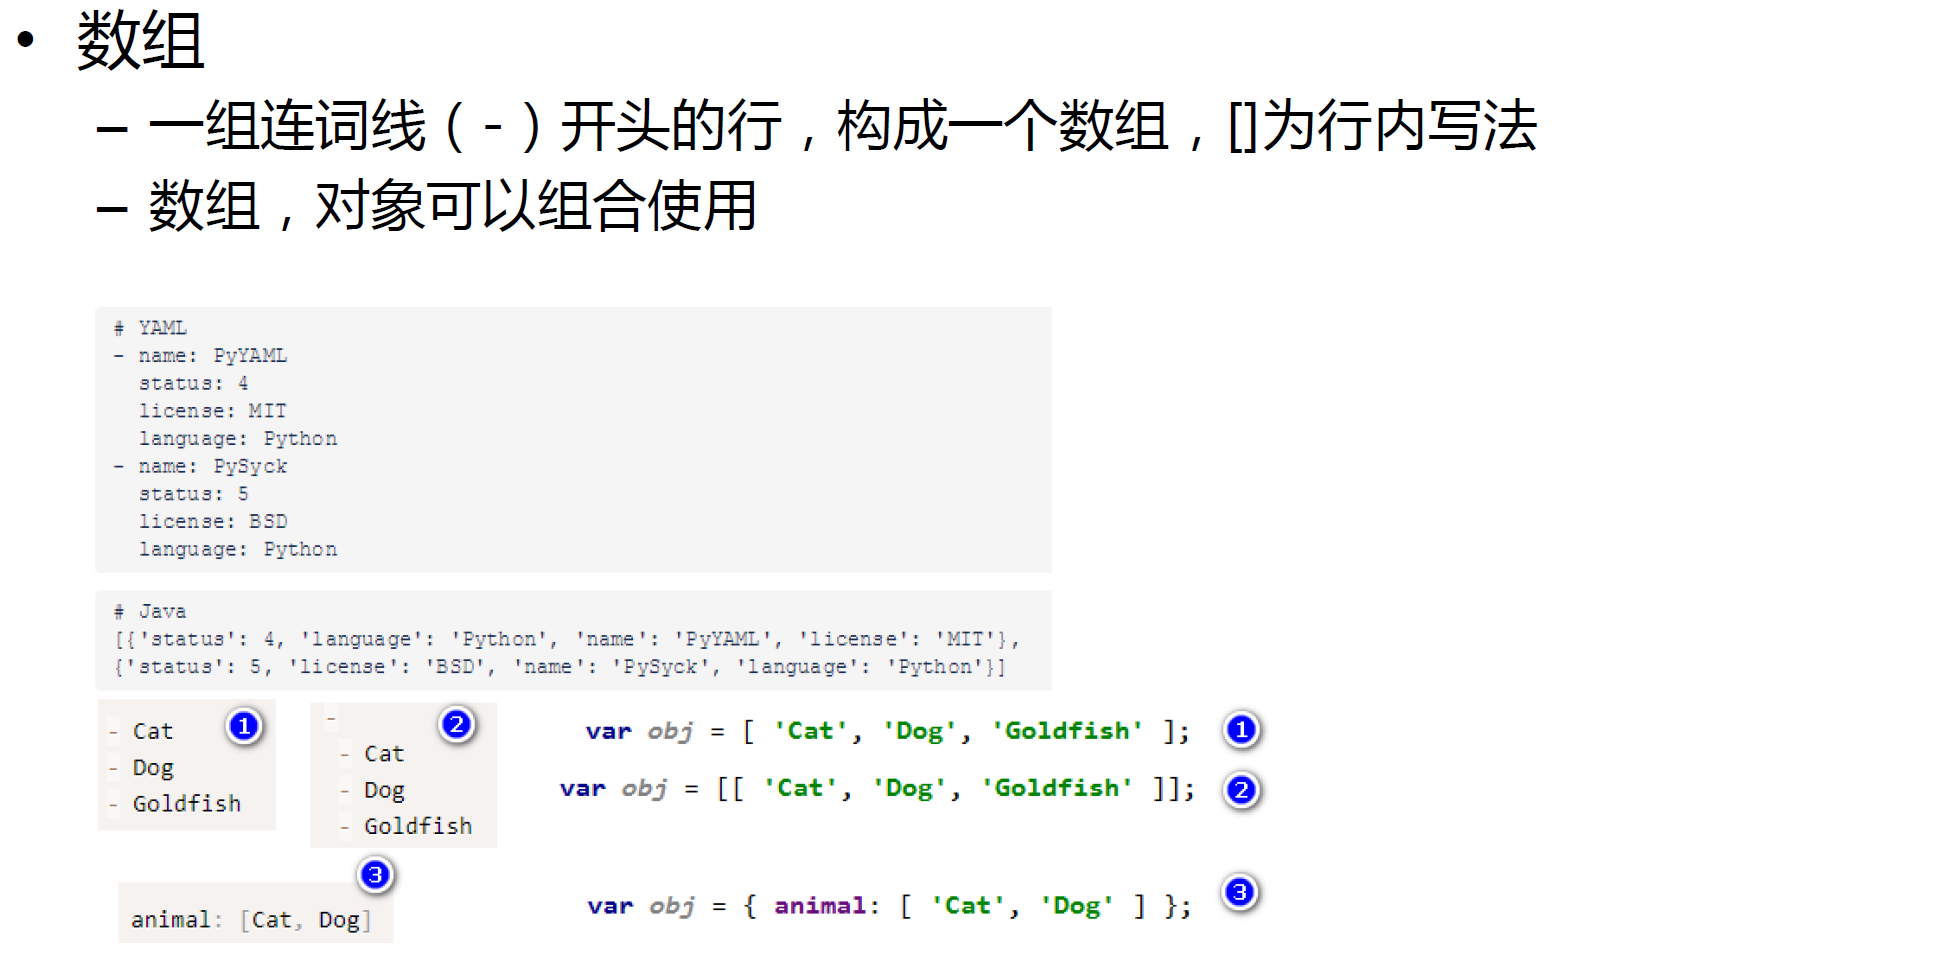 • 数组
– 一组连词线（-）开头的行，构成一个数组，[]为行内写法
– 数组，对象可以组合使用
# YAML
- name: PyYAML
  status: 4
  license: MIT
  language: Python
- name: PySyck
  status: 5
  license: BSD
  language: Python
# Java
[{'status': 4, 'language': 'Python', 'name': 'PyYAML', 'license': 'MIT'},
{'status': 5, 'license': 'BSD', 'name': 'PySyck', 'language': 'Python'}]
1
- Cat
- Dog
- Goldfish
2
-
  - Cat
  - Dog
  - Goldfish
var obj = [ 'Cat', 'Dog', 'Goldfish' ]; 1
var obj = [[ 'Cat', 'Dog', 'Goldfish' ]]; 2
3
animal: [Cat, Dog]
var obj = { animal: [ 'Cat', 'Dog' ] }; 3